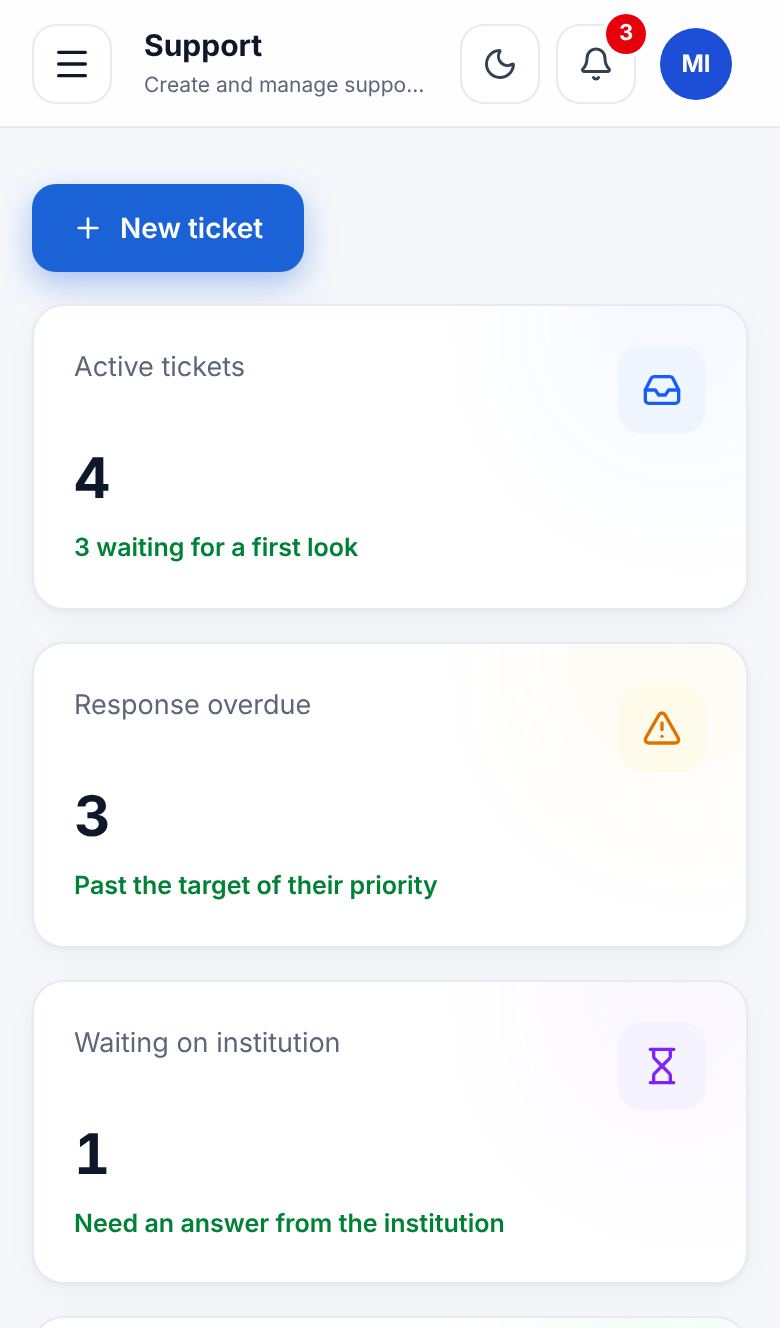 Support
Create and manage suppo...
3
MI
New ticket
Active tickets
4
3 waiting for a first look
Response overdue
3
Past the target of their priority
Waiting on institution
1
Need an answer from the institution